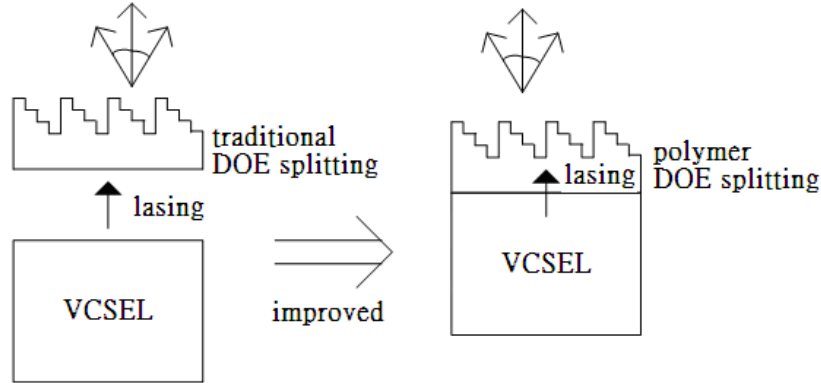 traditional
DOE splitting
lasing
VCSEL
improved
polymer
DOE splitting
lasing
VCSEL